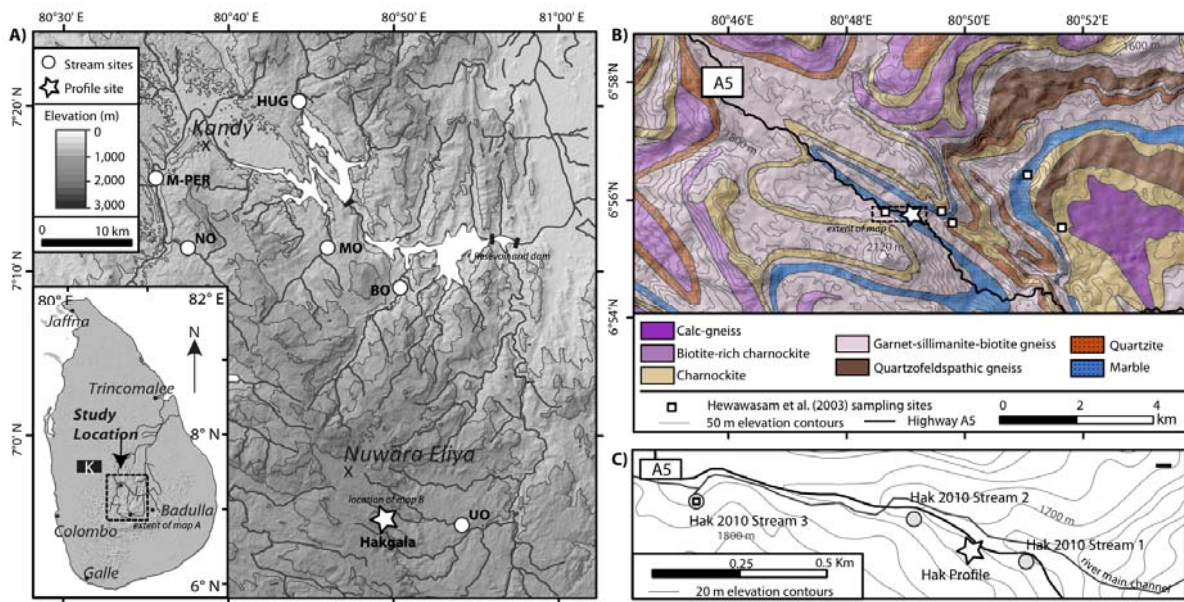 A)
80°30' E
80°40' E
80°50' E
81°00' E
Stream sites
Profile site
Elevation (m)
0
1,000
2,000
3,000
0
10 km
7°20' N
7°10' N
7°0' N
HUG
Kandy
M-PER
NO
MO
BO
Resevoir and dam
Nuwara Eliya
location of map B
UO
Hakgala
80° E
82° E
Jaffna
N
Trincomalee
Study
Location
8° N
K
Badulla
extent of map A
Colombo
Galle
6° N
B)
80°46' E
80°48' E
80°50' E
80°52' E
6°58' N
6°56' N
6°54' N
A5
1600 m
extent of map C
2120 m
Calc-gneiss
Biotite-rich charnockite
Charnockite
Garnet-sillimanite-biotite gneiss
Quartzofeldspathic gneiss
Quartzite
Marble
Hewawasam et al. (2003) sampling sites
50 m elevation contours
Highway A5
0
2
4
km
C)
A5
Hak 2010 Stream 2
1700 m
Hak 2010 Stream 3
1800 m
Hak 2010 Stream 1
Hak Profile
river main channel
0.25
0.5 Km
20 m elevation contours